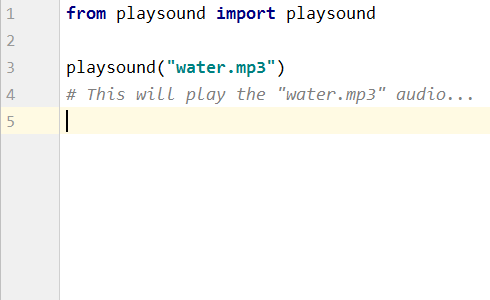 1 from playsound import playsound
2
3 playsound("water.mp3")
4 # This will play the "water.mp3" audio...
5